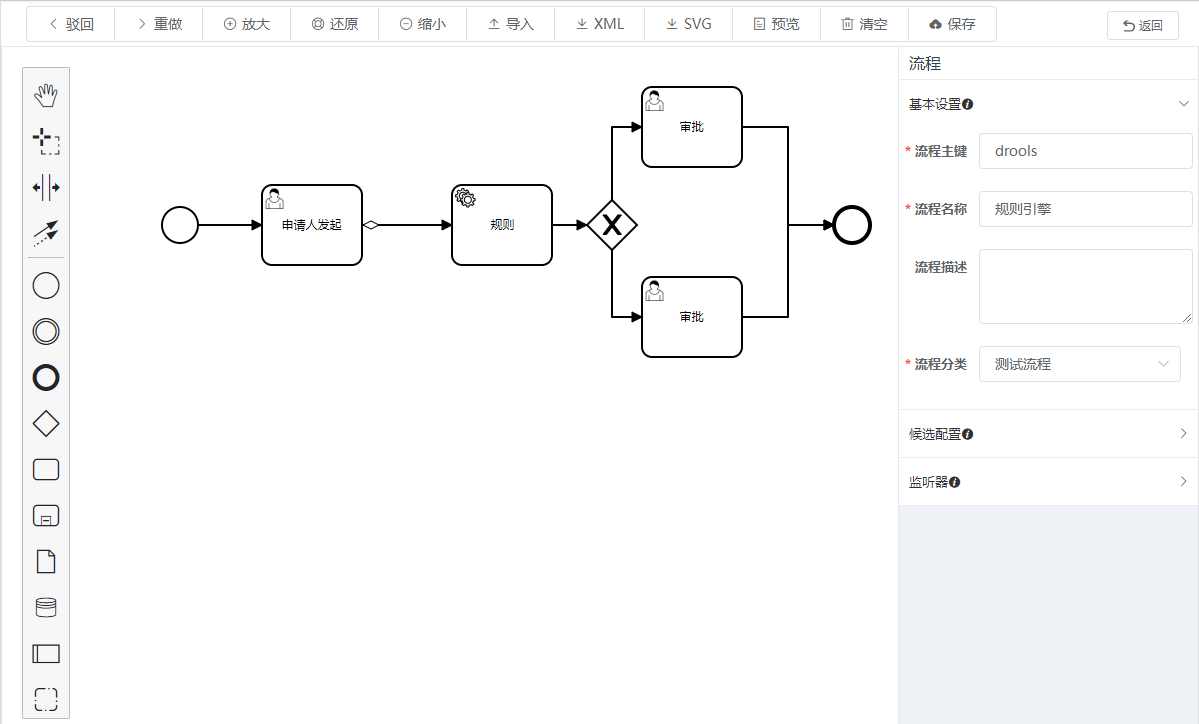 驳回 重做 放大 还原 缩小 导入 XML SVG 预览 清空 保存 返回
流程
基本设置
* 流程主键 drools
* 流程名称 规则引擎
流程描述
* 流程分类 测试流程
候选配置
监听器
审批
申请人发起
规则
X
审批